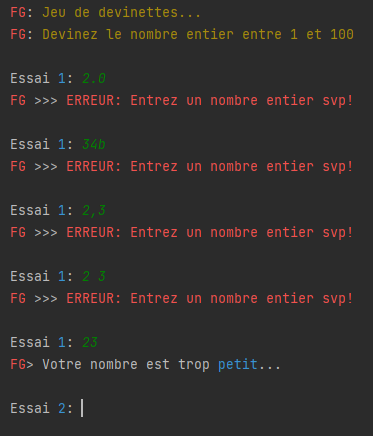 FG: Jeu de devinettes...
FG: Devinez le nombre entier entre 1 et 100
Essai 1: 2.0
FG >>> ERREUR: Entrez un nombre entier svp!
Essai 1: 34b
FG >>> ERREUR: Entrez un nombre entier svp!
Essai 1: 2,3
FG >>> ERREUR: Entrez un nombre entier svp!
Essai 1: 2 3
FG >>> ERREUR: Entrez un nombre entier svp!
Essai 1: 23
FG> Votre nombre est trop petit...
Essai 2: